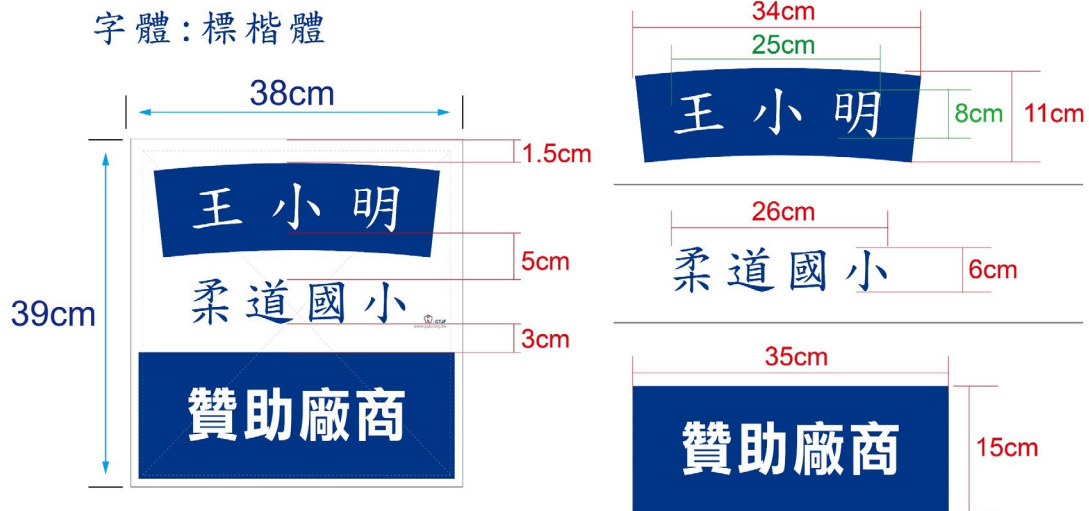 字體:標楷體
38cm
39cm
王小明
1.5cm
5cm
柔道國小
3cm
贊助廠商
34cm
25cm
王小明
8cm
11cm
26cm
柔道國小
6cm
35cm
贊助廠商
15cm